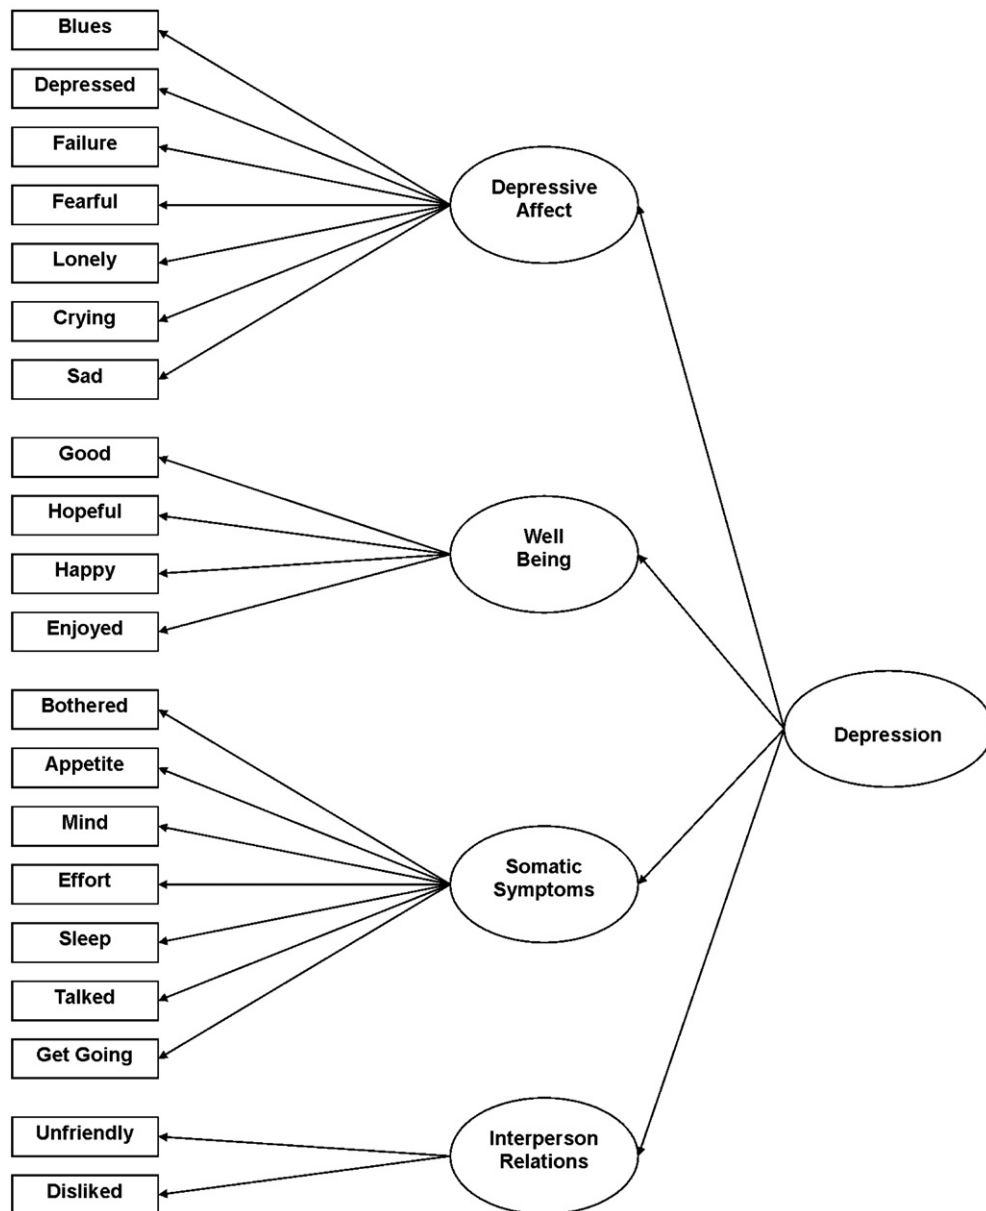 Blues
Depressed
Failure
Fearful
Lonely
Crying
Sad
Depressive
Affect
Good
Hopeful
Happy
Enjoyed
Well
Being
Bothered
Appetite
Mind
Effort
Sleep
Talked
Get Going
Somatic
Symptoms
Unfriendly
Disliked
Interperson
Relations
Depression